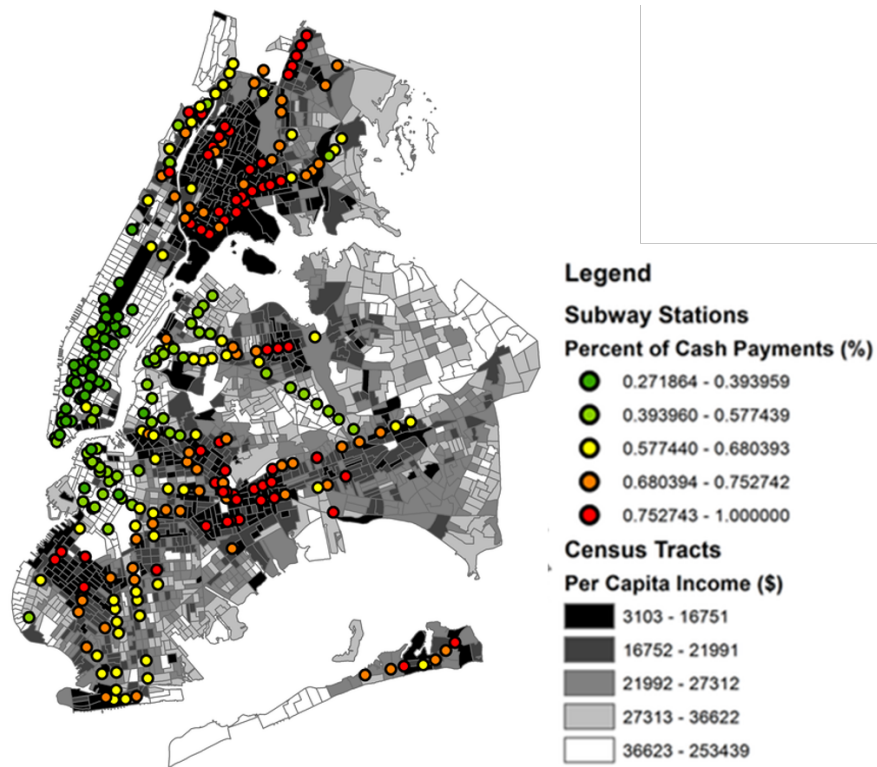 Legend
Subway Stations
Percent of Cash Payments (%)
0.271864 - 0.393959
0.393960 - 0.577439
0.577440 - 0.680393
0.680394 - 0.752742
0.752743 - 1.000000
Census Tracts
Per Capita Income ($)
3103 - 16751
16752 - 21991
21992 - 27312
27313 - 36622
36623 - 253439